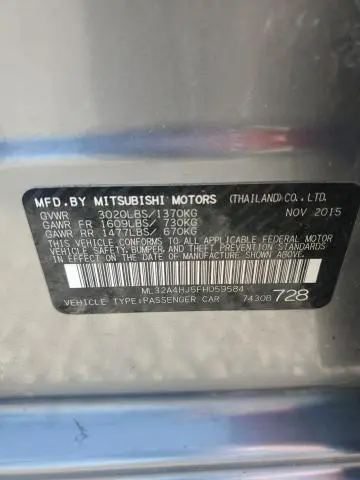 MFD.BY MITSUBISHI MOTORS (THAILAND)CO.,LTD.
GVWR 3020LBS/1370KG NOV 2015
GAWR FR 1609LBS/ 730KG
GAWR RR 1477LBS/ 670KG
THIS VEHICLE CONFORMS TO ALL APPLICABLE FEDERAL MOTOR
VEHICLE SAFETY, BUMPER, AND THEFT PREVENTION STANDARDS
IN EFFECT ON THE DATE OF MANUFACTURE SHOWN ABOVE.
ML32A4HJ5FH059584
VEHICLE TYPE:PASSENGER CAR 7430B 728